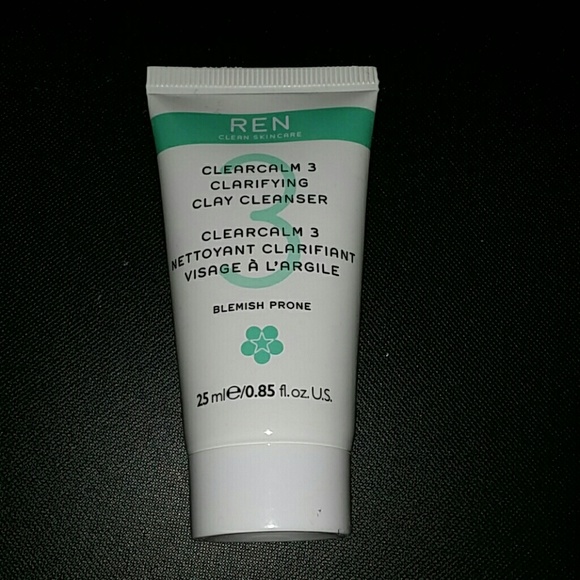 REN
CLEAN SKINCARE
3
CLEARCALM 3
CLARIFYING
CLAY CLEANSER
CLEARCALM 3
NETTOYANT CLARIFIANT
VISAGE À L'ARGILE
BLEMISH PRONE
25 ml℮/0.85 fl.oz.U.S.